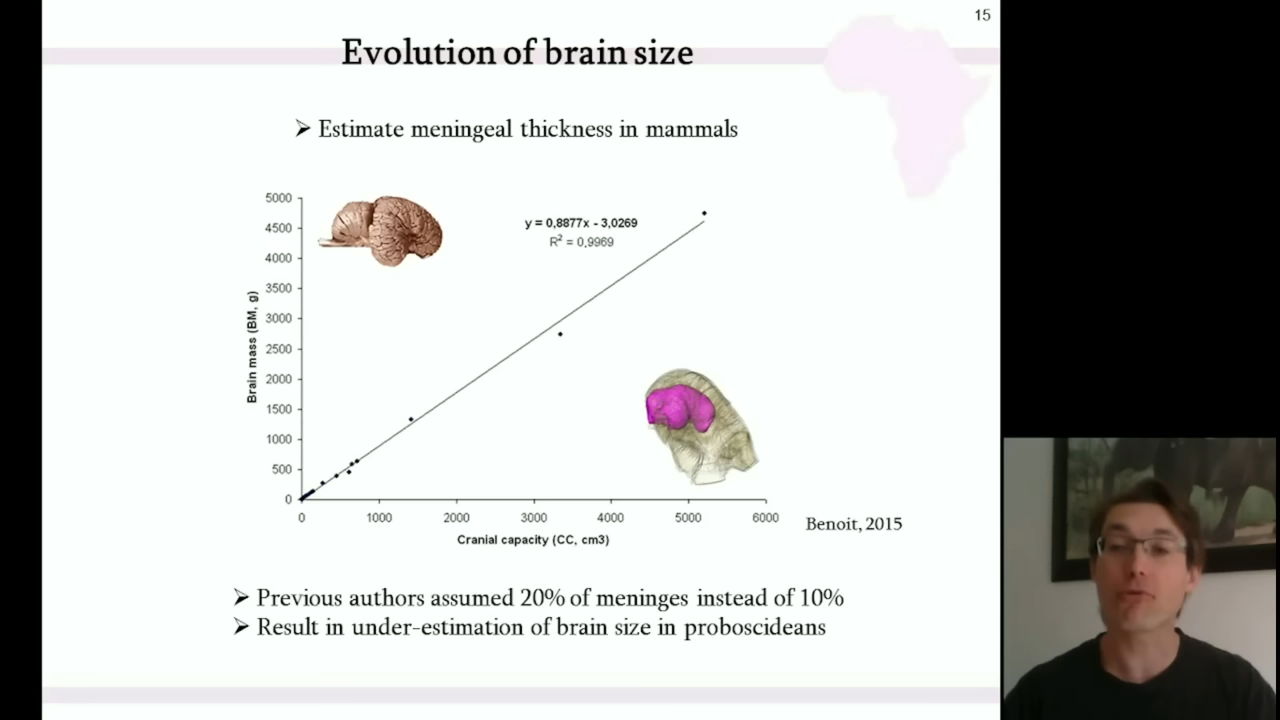 15
Evolution of brain size
➢ Estimate meningeal thickness in mammals
5000
4500
4000
3500
3000
2500
2000
1500
1000
500
0
Brain mass (BM, g)
y = 0,8877x - 3,0269
R² = 0,9969
0 1000 2000 3000 4000 5000 6000
Cranial capacity (CC, cm3)
Benoit, 2015
➢ Previous authors assumed 20% of meninges instead of 10%
➢ Result in under-estimation of brain size in proboscideans